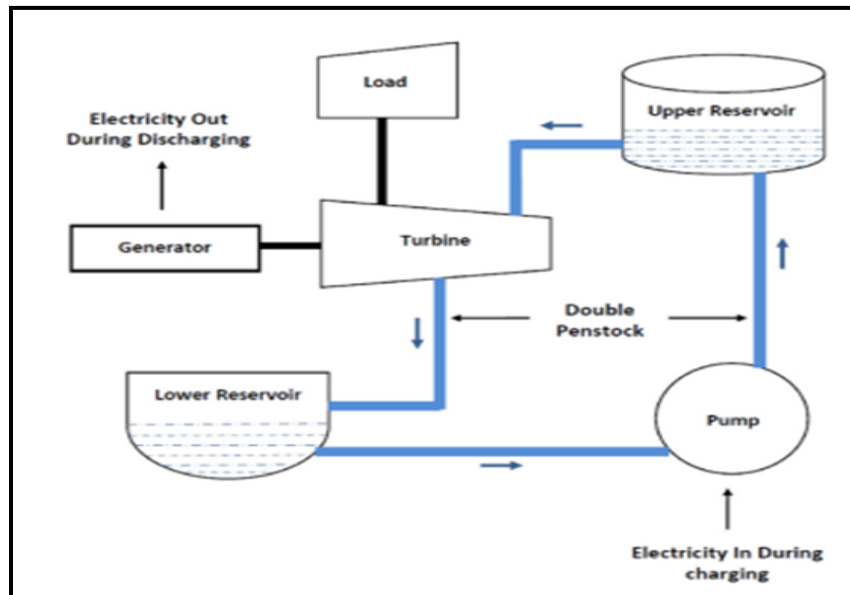 Load
Upper Reservoir
Electricity Out
During Discharging
Turbine
Generator
Double
Penstock
Lower Reservoir
Pump
Electricity In During
charging